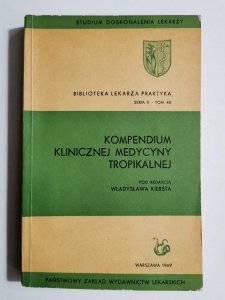 STUDIUM DOSKONALENIA LEKARZY
BIBLIOTEKA LEKARZA PRAKTYKA
SERIA II · TOM 48
KOMPENDIUM
KLINICZNEJ MEDYCYNY
TROPIKALNEJ
POD REDAKCJĄ
WŁADYSŁAWA KIERSTA
WARSZAWA 1969
PAŃSTWOWY ZAKŁAD WYDAWNICTW LEKARSKICH